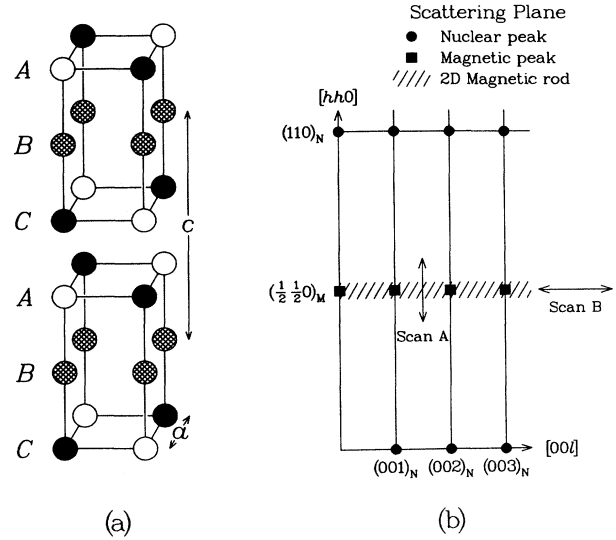 A
B
C
A
B
C
c
a
(a)
Scattering Plane
Nuclear peak
Magnetic peak
2D Magnetic rod
[hh0]
(110)N
(½ ½ 0)M
Scan A
Scan B
[00l]
(001)N (002)N (003)N
(b)